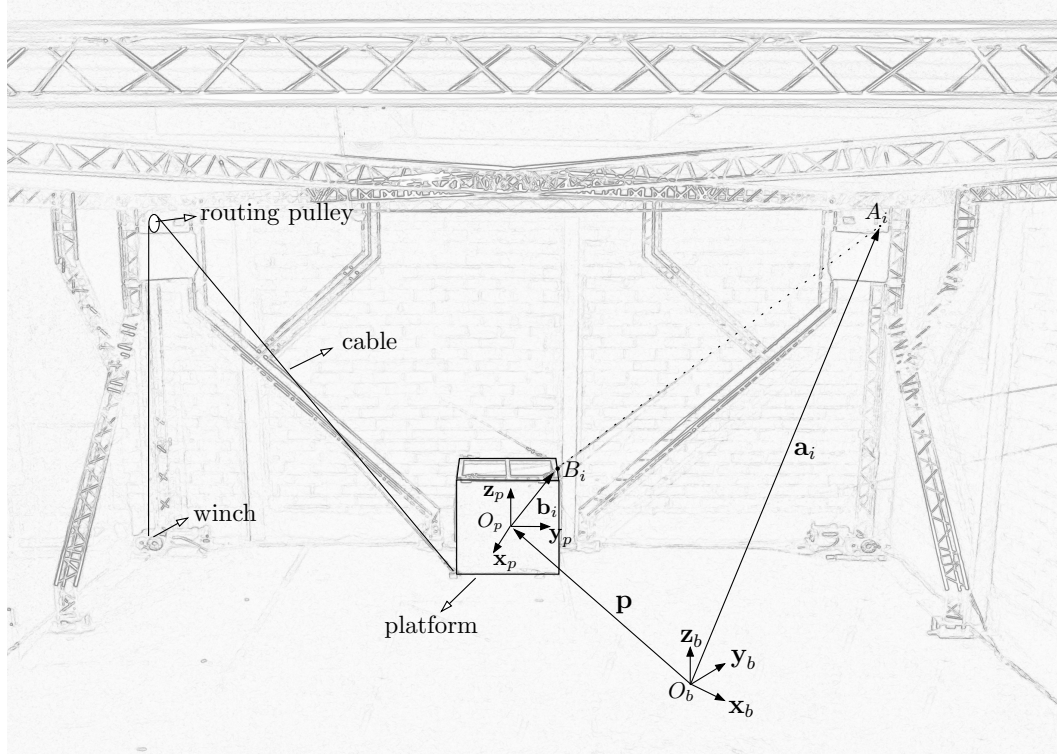 routing pulley
A_i
cable
a_i
B_i
z_p
b_i
winch
O_p
y_p
x_p
p
platform
z_b
y_b
O_b
x_b